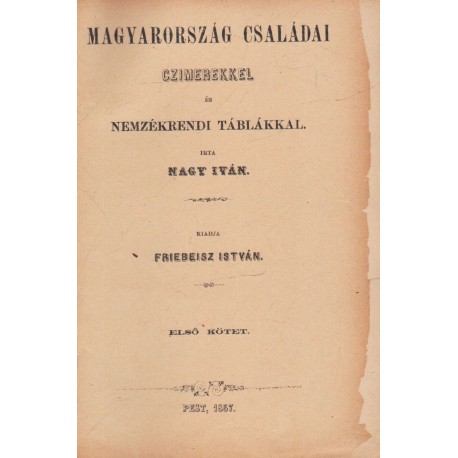 MAGYARORSZÁG CSALÁDAI
CZIMEREKKEL
ÉS
NEMZÉKRENDI TÁBLÁKKAL.
IRTA
NAGY IVÁN.
KIADJA
FRIEBEISZ ISTVÁN.
ELSŐ KÖTET.
PEST, 1857.